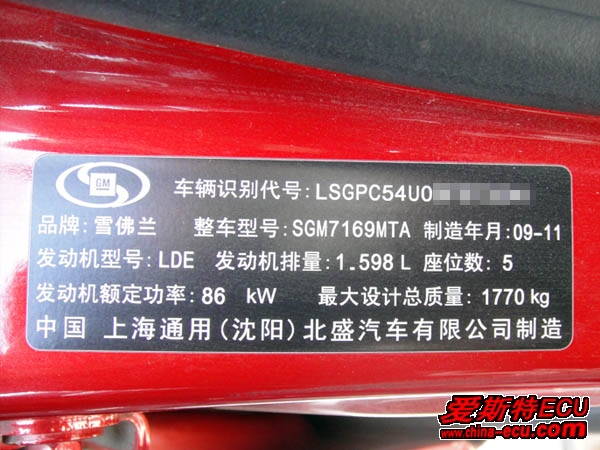 GM
车辆识别代号: LSGPC54U0
品牌: 雪佛兰 整车型号: SGM7169MTA 制造年月: 09-11
发动机型号: LDE 发动机排量: 1.598 L 座位数: 5
发动机额定功率: 86 kW 最大设计总质量: 1770 kg
中国 上海通用(沈阳)北盛汽车有限公司制造
爱斯特ECU
www.china-ecu.com